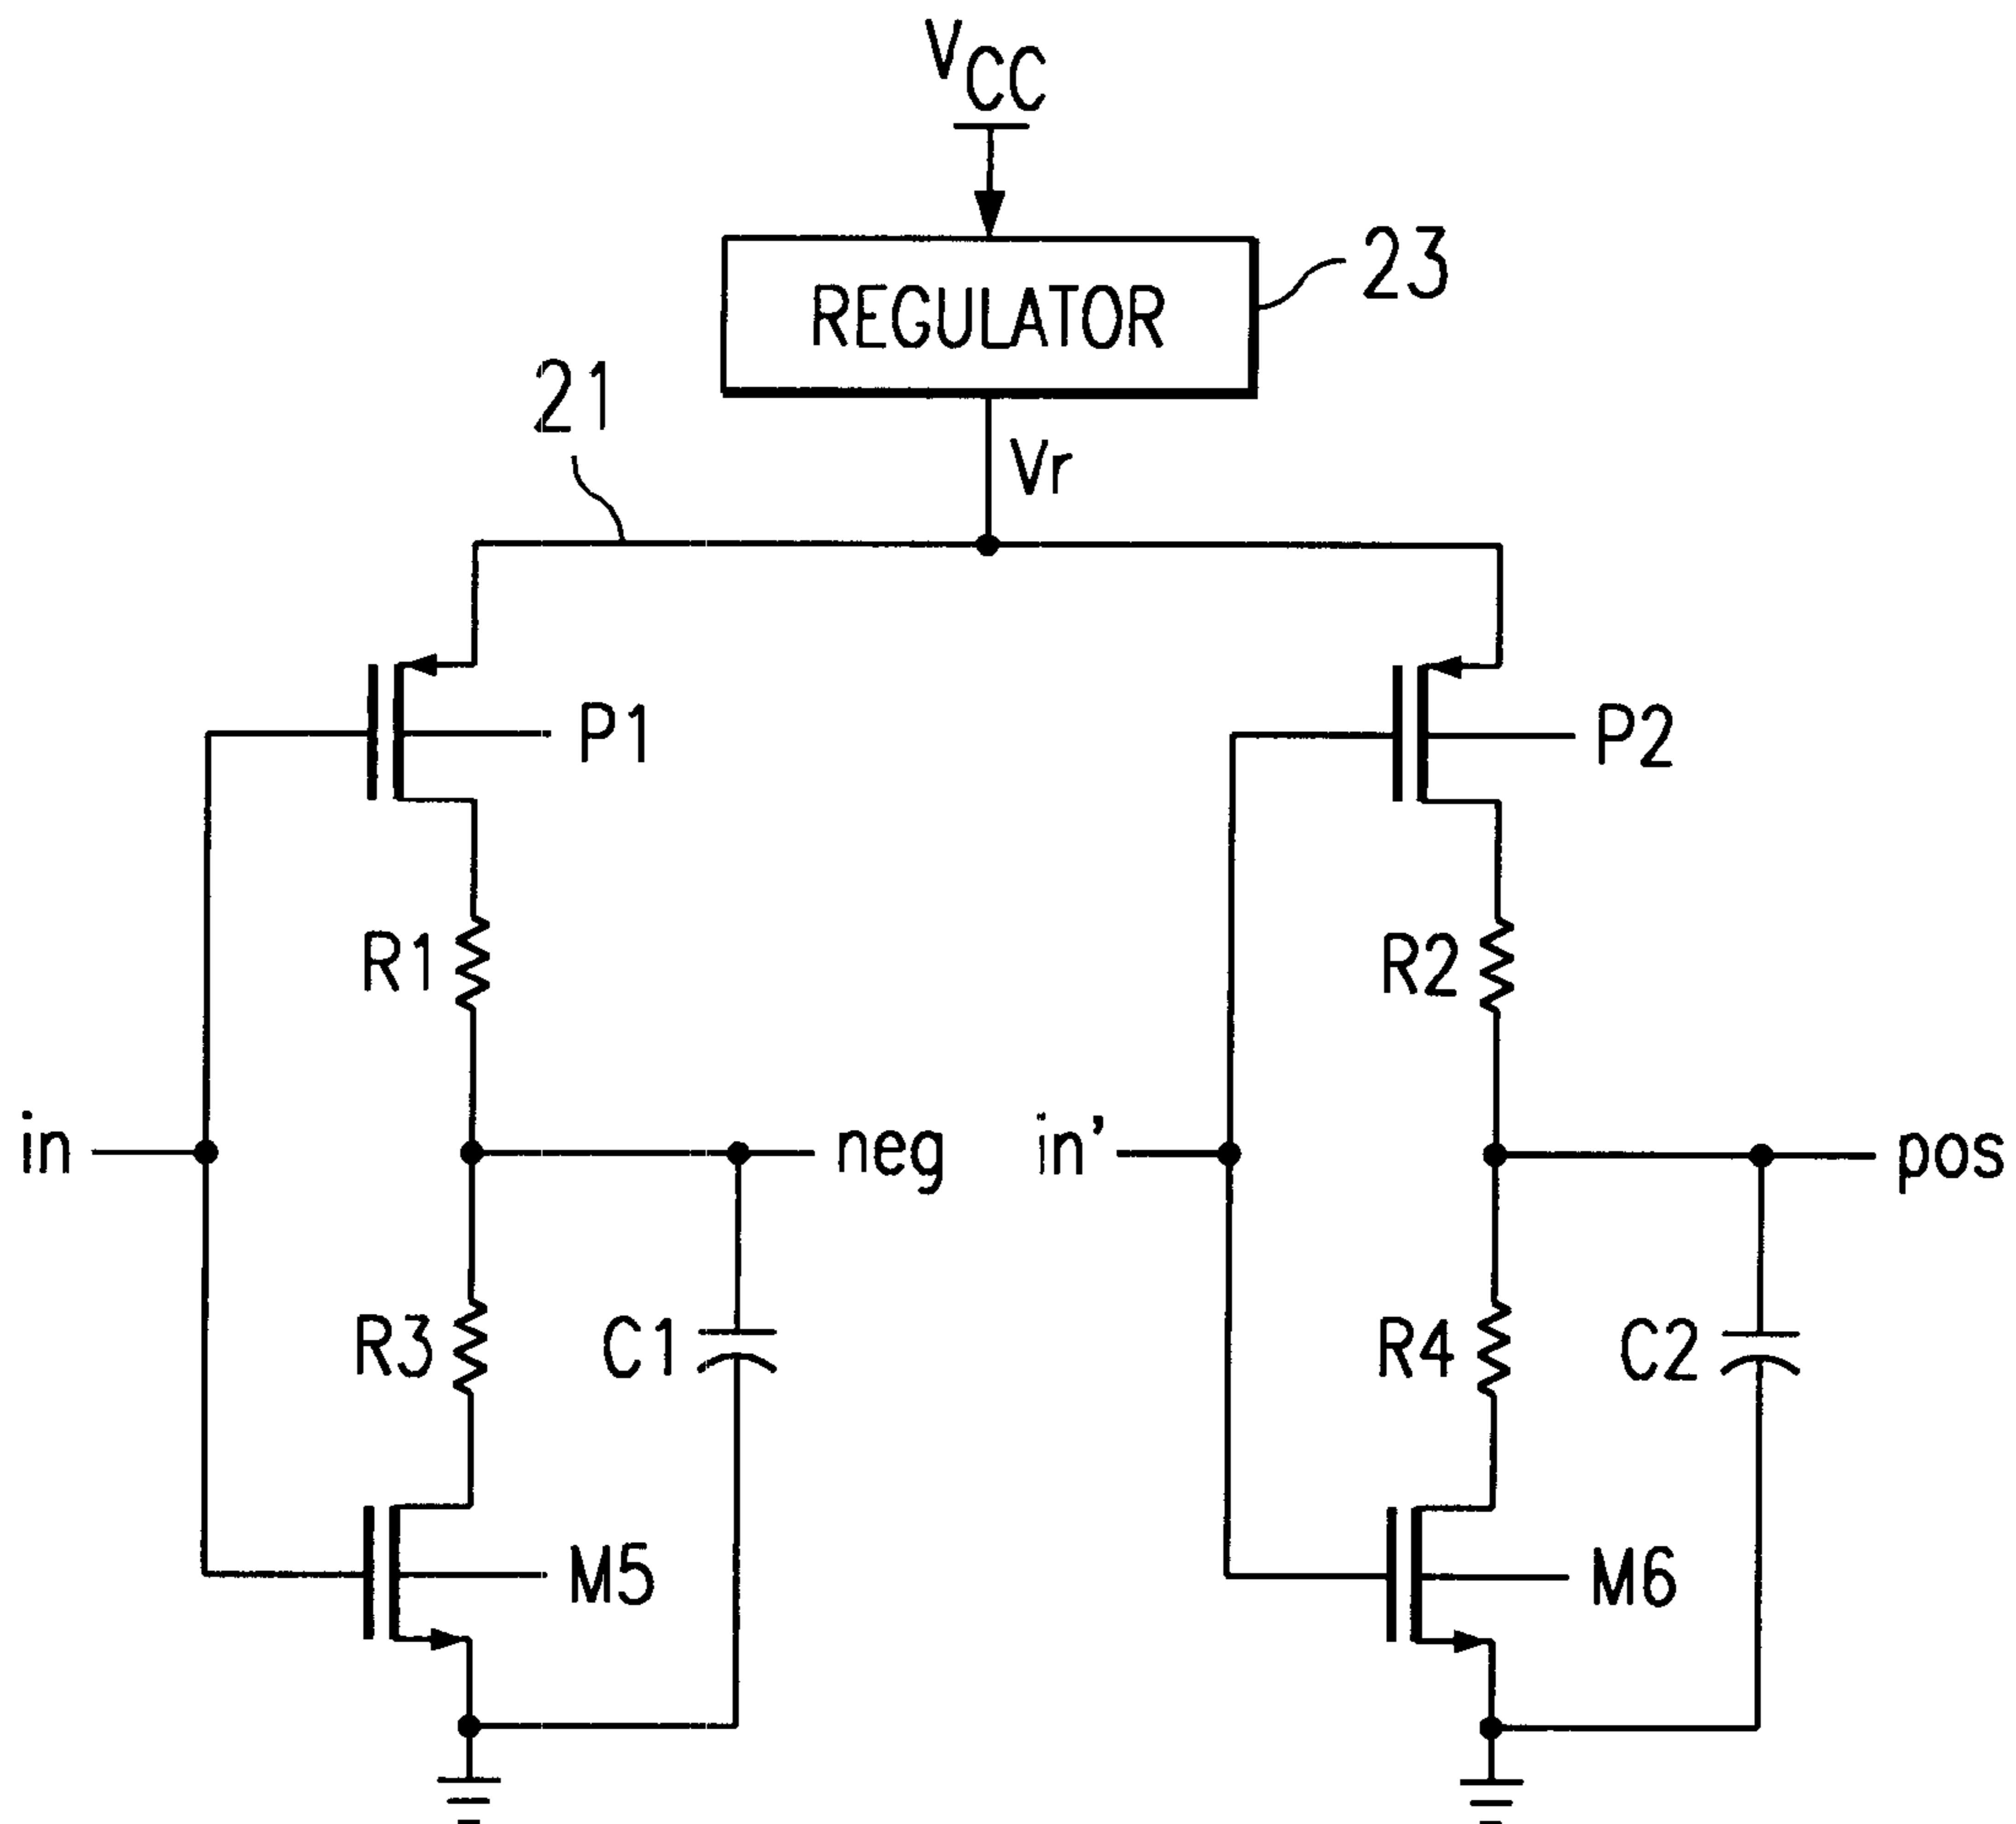 VCC
REGULATOR
23
21
Vr
P1
P2
R1
R2
in
neg
in'
pos
R3
C1
R4
C2
M5
M6